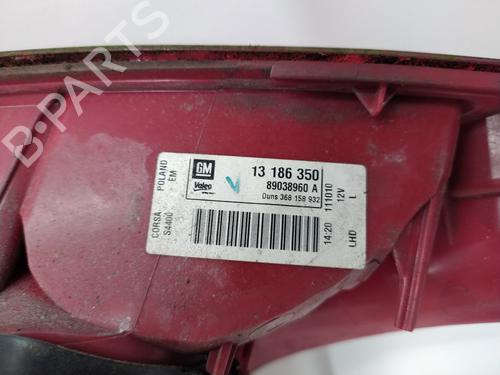 B-PARTS
POLAND
EM
CORSA
S4400
GM
Valeo
13 186 350
89038960 A
Duns 368 158 932
14:20 111010
12V
LHD L